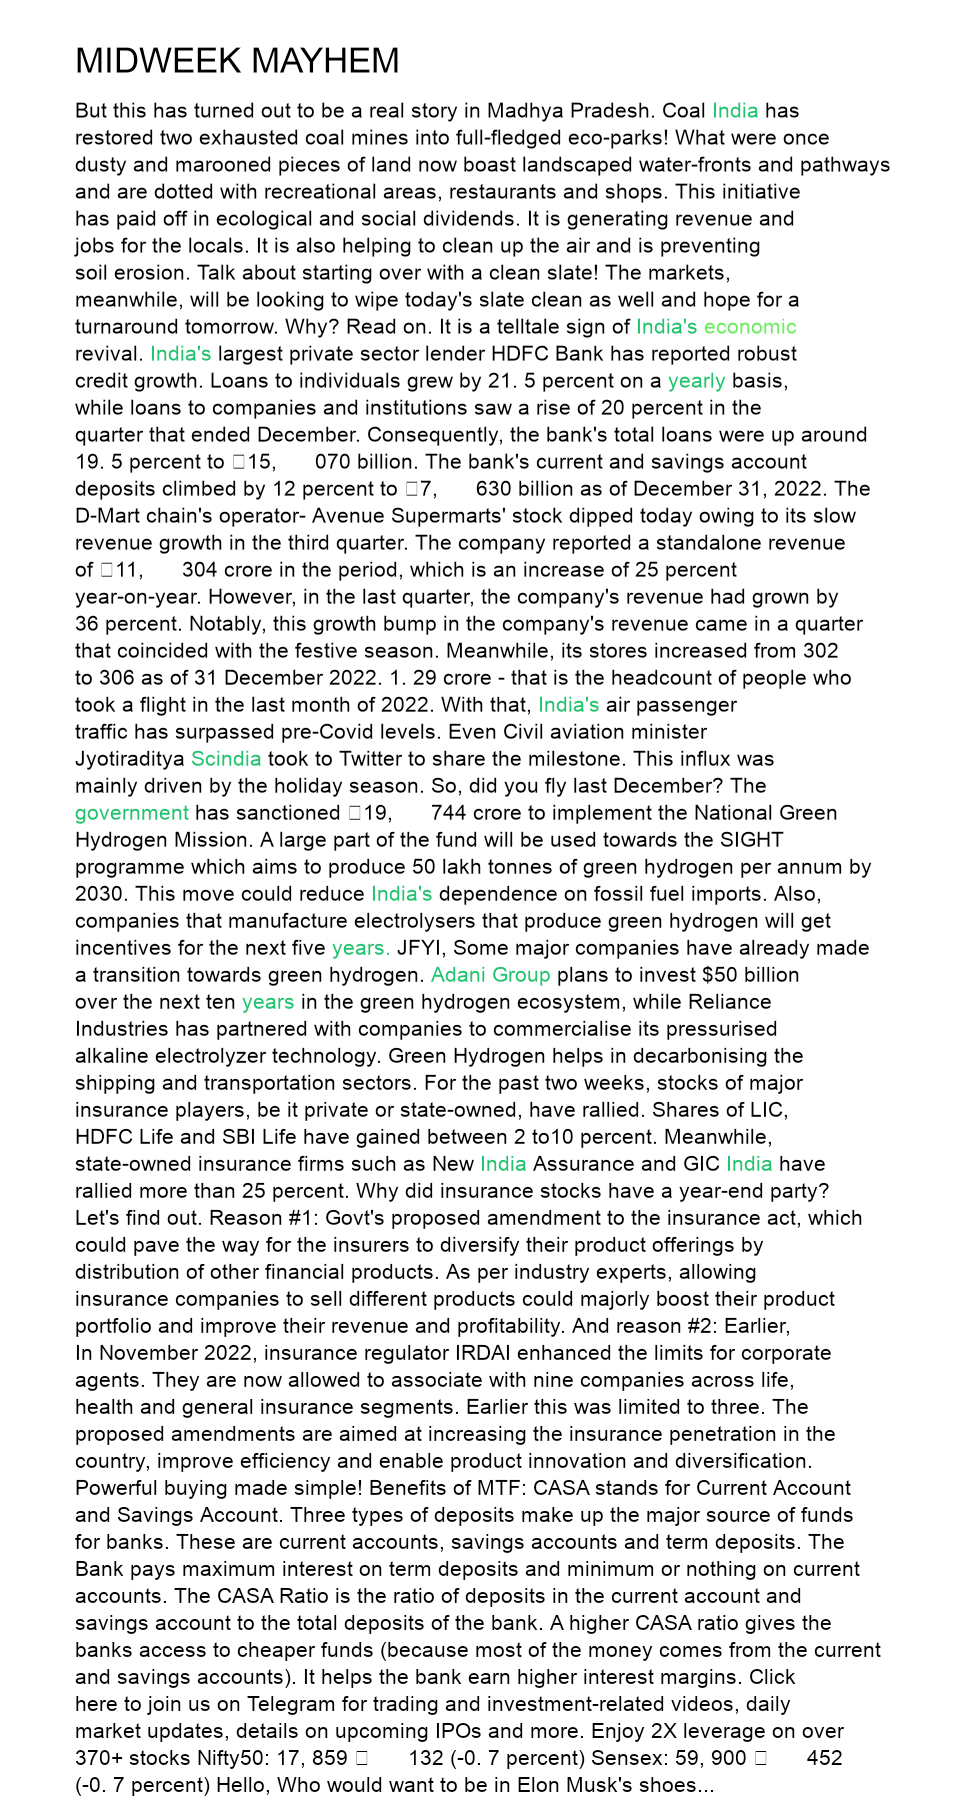 MIDWEEK MAYHEM
But this has turned out to be a real story in Madhya Pradesh. Coal India has
restored two exhausted coal mines into full-fledged eco-parks! What were once
dusty and marooned pieces of land now boast landscaped water-fronts and pathways
and are dotted with recreational areas, restaurants and shops. This initiative
has paid off in ecological and social dividends. It is generating revenue and
jobs for the locals. It is also helping to clean up the air and is preventing
soil erosion. Talk about starting over with a clean slate! The markets,
meanwhile, will be looking to wipe today's slate clean as well and hope for a
turnaround tomorrow. Why? Read on. It is a telltale sign of India's economic
revival. India's largest private sector lender HDFC Bank has reported robust
credit growth. Loans to individuals grew by 21. 5 percent on a yearly basis,
while loans to companies and institutions saw a rise of 20 percent in the
quarter that ended December. Consequently, the bank's total loans were up around
19. 5 percent to □15, 070 billion. The bank's current and savings account
deposits climbed by 12 percent to □7, 630 billion as of December 31, 2022. The
D-Mart chain's operator- Avenue Supermarts' stock dipped today owing to its slow
revenue growth in the third quarter. The company reported a standalone revenue
of □11, 304 crore in the period, which is an increase of 25 percent
year-on-year. However, in the last quarter, the company's revenue had grown by
36 percent. Notably, this growth bump in the company's revenue came in a quarter
that coincided with the festive season. Meanwhile, its stores increased from 302
to 306 as of 31 December 2022. 1. 29 crore - that is the headcount of people who
took a flight in the last month of 2022. With that, India's air passenger
traffic has surpassed pre-Covid levels. Even Civil aviation minister
Jyotiraditya Scindia took to Twitter to share the milestone. This influx was
mainly driven by the holiday season. So, did you fly last December? The
government has sanctioned □19, 744 crore to implement the National Green
Hydrogen Mission. A large part of the fund will be used towards the SIGHT
programme which aims to produce 50 lakh tonnes of green hydrogen per annum by
2030. This move could reduce India's dependence on fossil fuel imports. Also,
companies that manufacture electrolysers that produce green hydrogen will get
incentives for the next five years. JFYI, Some major companies have already made
a transition towards green hydrogen. Adani Group plans to invest $50 billion
over the next ten years in the green hydrogen ecosystem, while Reliance
Industries has partnered with companies to commercialise its pressurised
alkaline electrolyzer technology. Green Hydrogen helps in decarbonising the
shipping and transportation sectors. For the past two weeks, stocks of major
insurance players, be it private or state-owned, have rallied. Shares of LIC,
HDFC Life and SBI Life have gained between 2 to10 percent. Meanwhile,
state-owned insurance firms such as New India Assurance and GIC India have
rallied more than 25 percent. Why did insurance stocks have a year-end party?
Let's find out. Reason #1: Govt's proposed amendment to the insurance act, which
could pave the way for the insurers to diversify their product offerings by
distribution of other financial products. As per industry experts, allowing
insurance companies to sell different products could majorly boost their product
portfolio and improve their revenue and profitability. And reason #2: Earlier,
In November 2022, insurance regulator IRDAI enhanced the limits for corporate
agents. They are now allowed to associate with nine companies across life,
health and general insurance segments. Earlier this was limited to three. The
proposed amendments are aimed at increasing the insurance penetration in the
country, improve efficiency and enable product innovation and diversification.
Powerful buying made simple! Benefits of MTF: CASA stands for Current Account
and Savings Account. Three types of deposits make up the major source of funds
for banks. These are current accounts, savings accounts and term deposits. The
Bank pays maximum interest on term deposits and minimum or nothing on current
accounts. The CASA Ratio is the ratio of deposits in the current account and
savings account to the total deposits of the bank. A higher CASA ratio gives the
banks access to cheaper funds (because most of the money comes from the current
and savings accounts). It helps the bank earn higher interest margins. Click
here to join us on Telegram for trading and investment-related videos, daily
market updates, details on upcoming IPOs and more. Enjoy 2X leverage on over
370+ stocks Nifty50: 17, 859 □ 132 (-0. 7 percent) Sensex: 59, 900 □ 452
(-0. 7 percent) Hello, Who would want to be in Elon Musk's shoes...